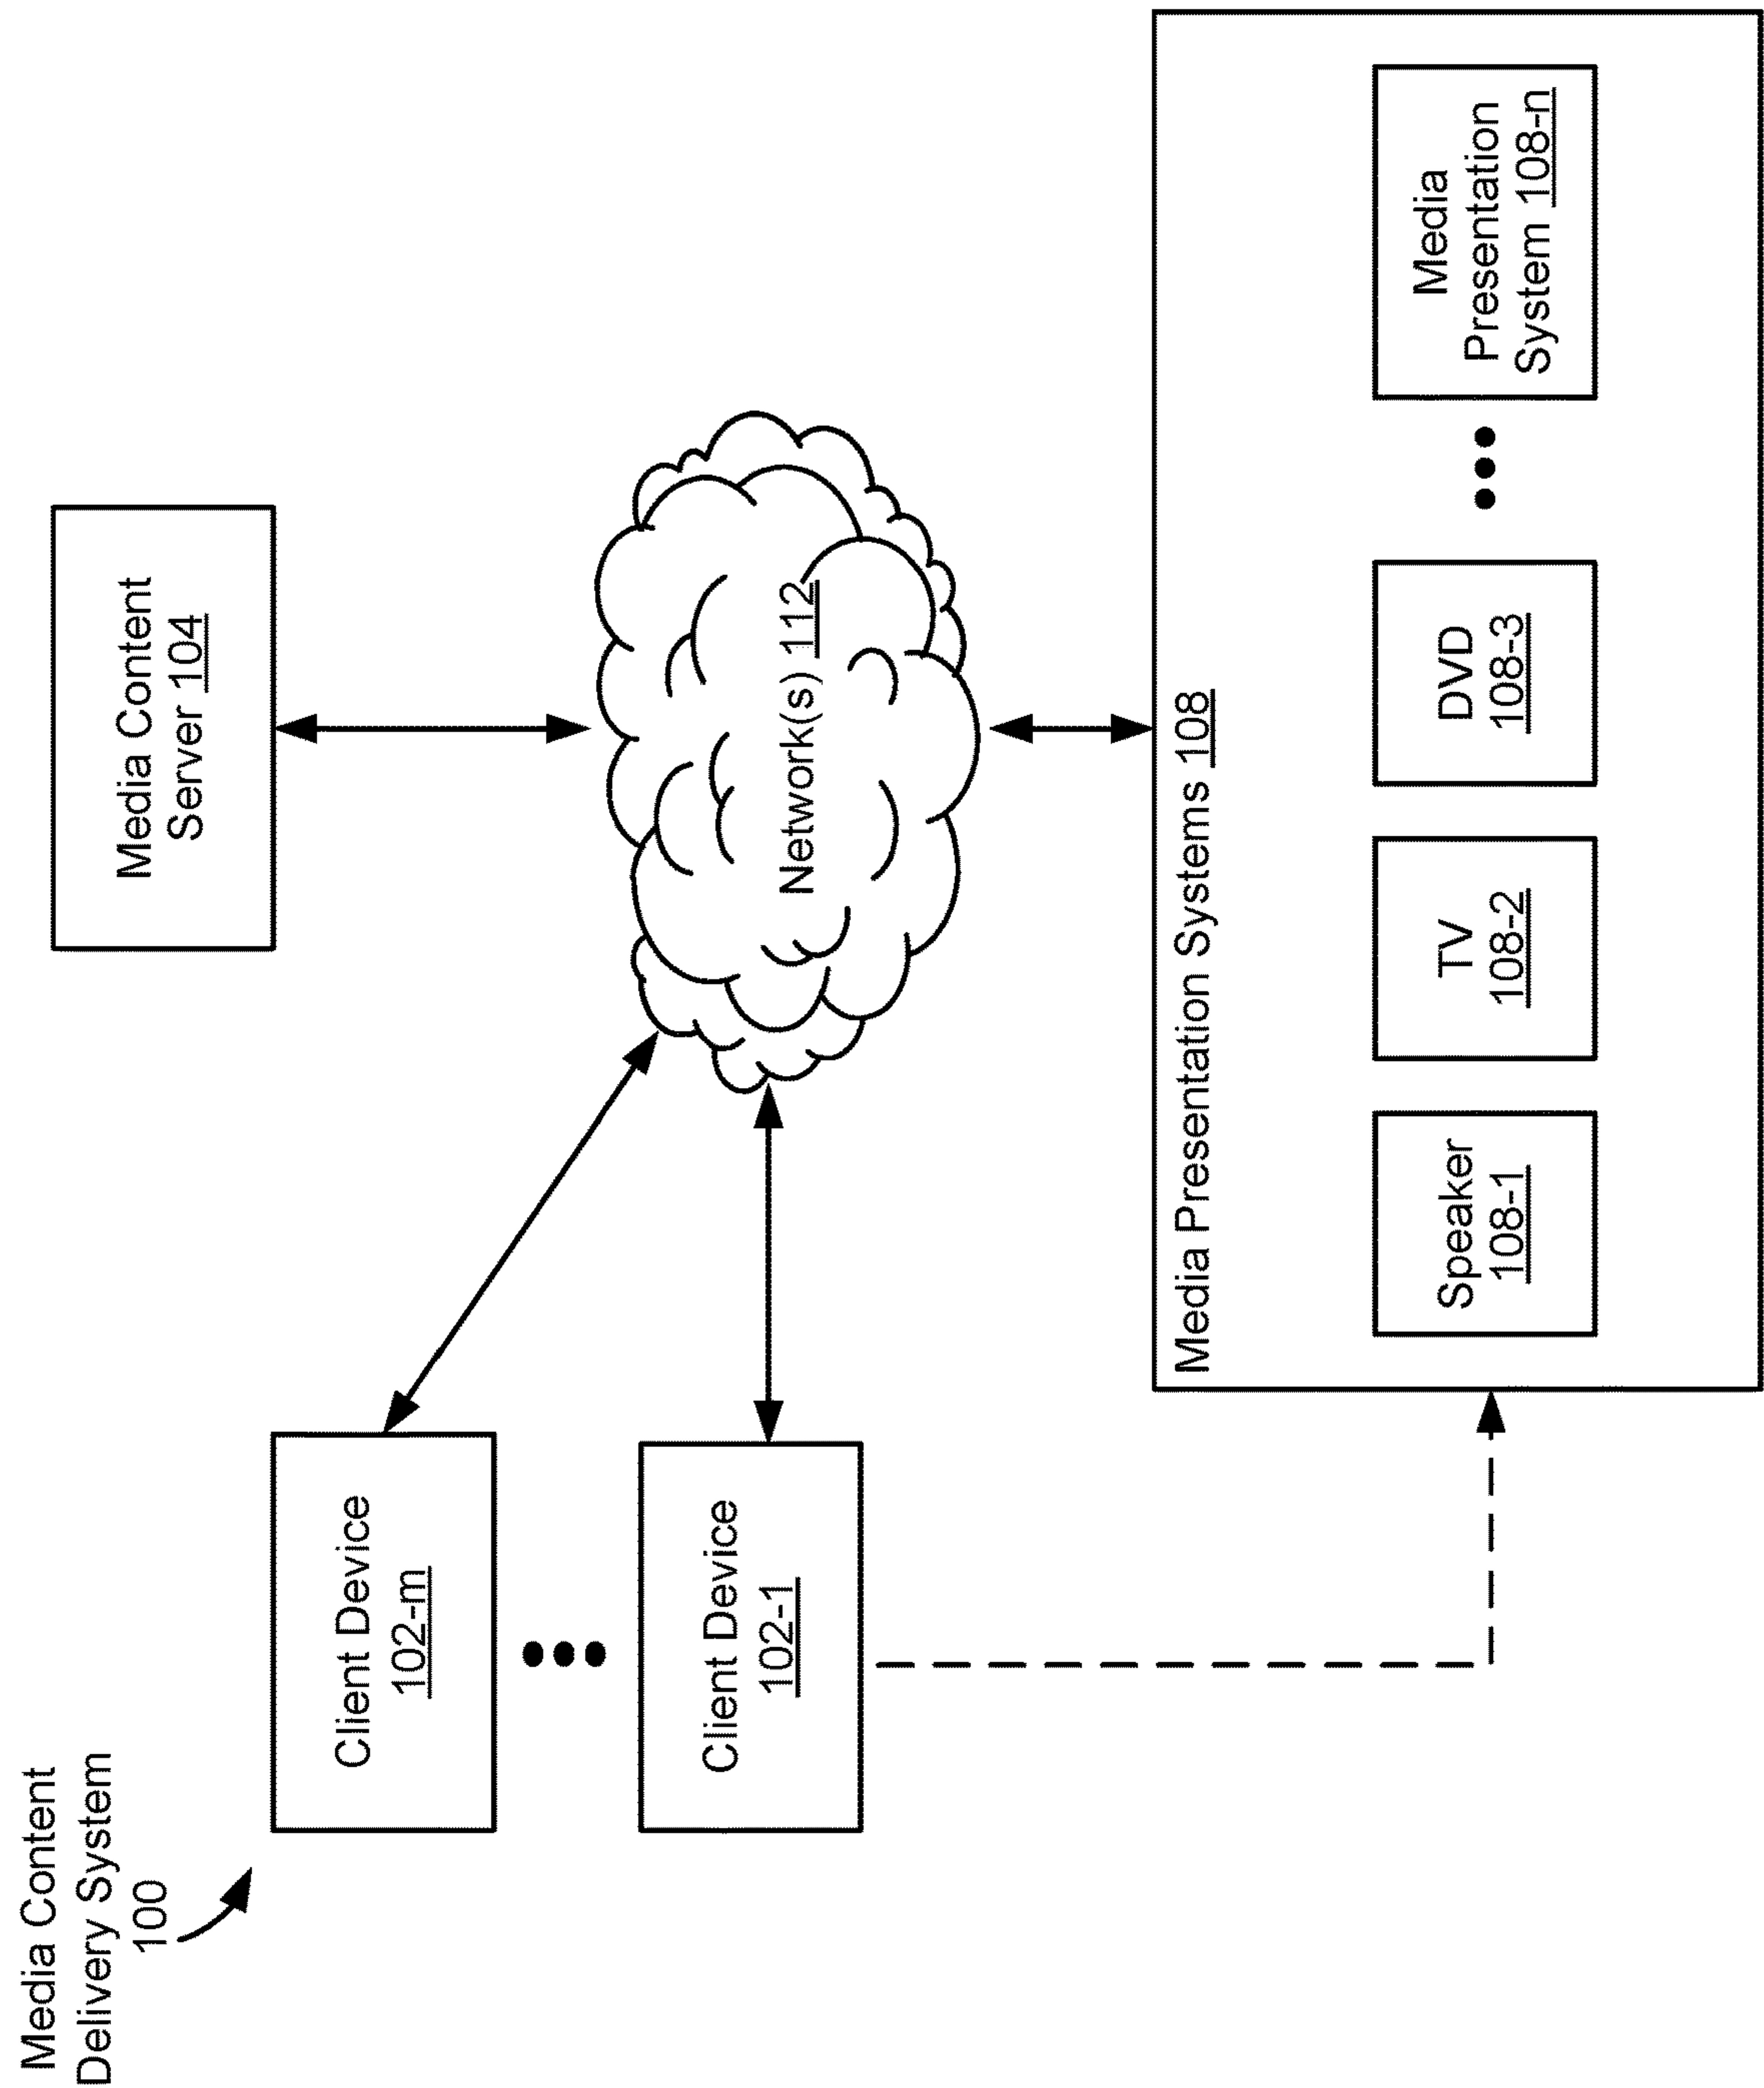 Media Content
Delivery System
100
Media Content
Server 104
Client Device
102-m
Client Device
102-1
Network(s) 112
Media Presentation Systems 108
Speaker
108-1
TV
108-2
DVD
108-3
Media
Presentation
System 108-n